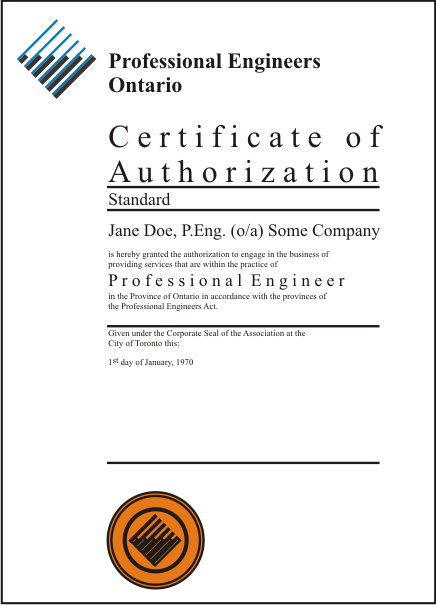 Professional Engineers
Ontario
Certificate of
Authorization
Standard
Jane Doe, P.Eng. (o/a) Some Company
is hereby granted the authorization to engage in the business of
providing services that are within the practice of
Professional Engineer
in the Province of Ontario in accordance with the provinces of
the Professional Engineers Act.
Given under the Corporate Seal of the Association at the
City of Toronto this:
1st day of January, 1970